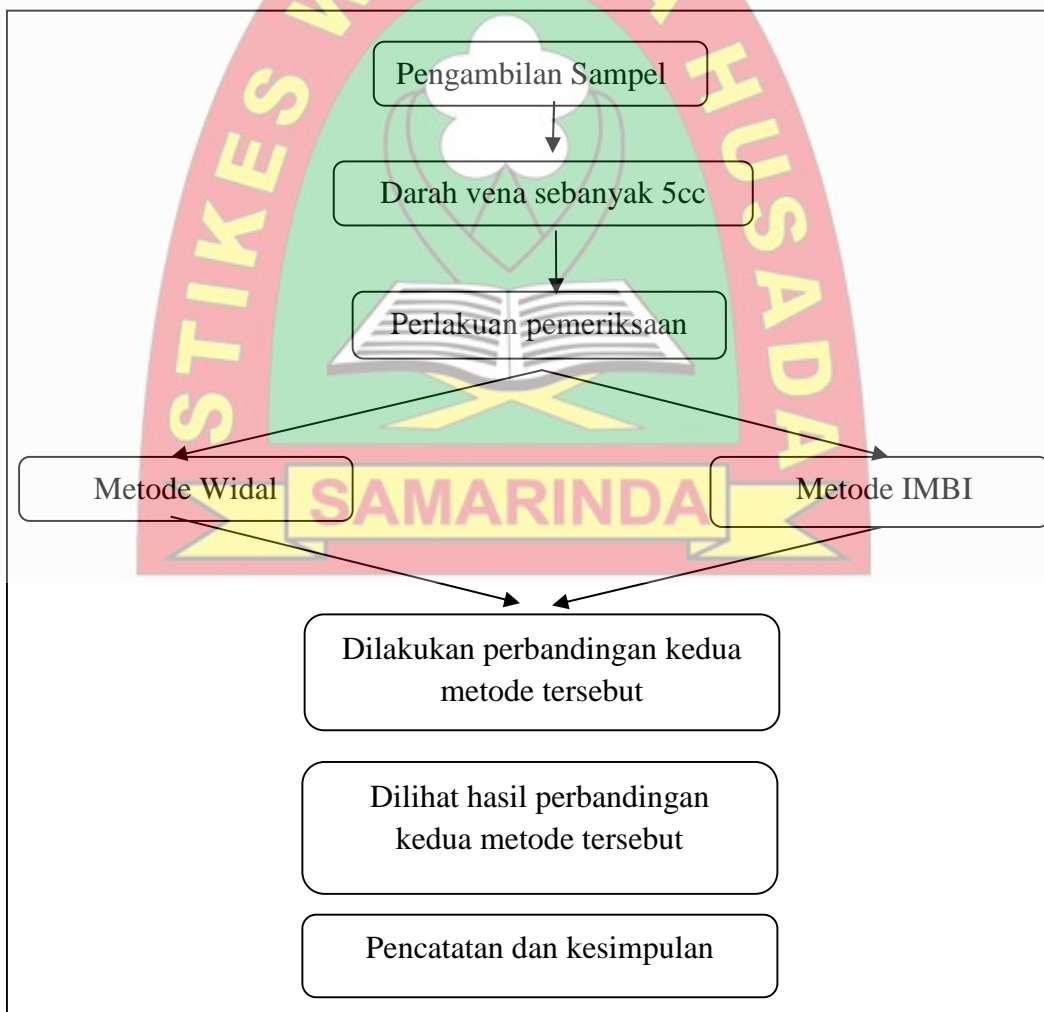 STIKES W A HUSADA
SAMARINDA
Pengambilan Sampel
Darah vena sebanyak 5cc
Perlakuan pemeriksaan
Metode Widal
Metode IMBI
Dilakukan perbandingan kedua
metode tersebut
Dilihat hasil perbandingan
kedua metode tersebut
Pencatatan dan kesimpulan